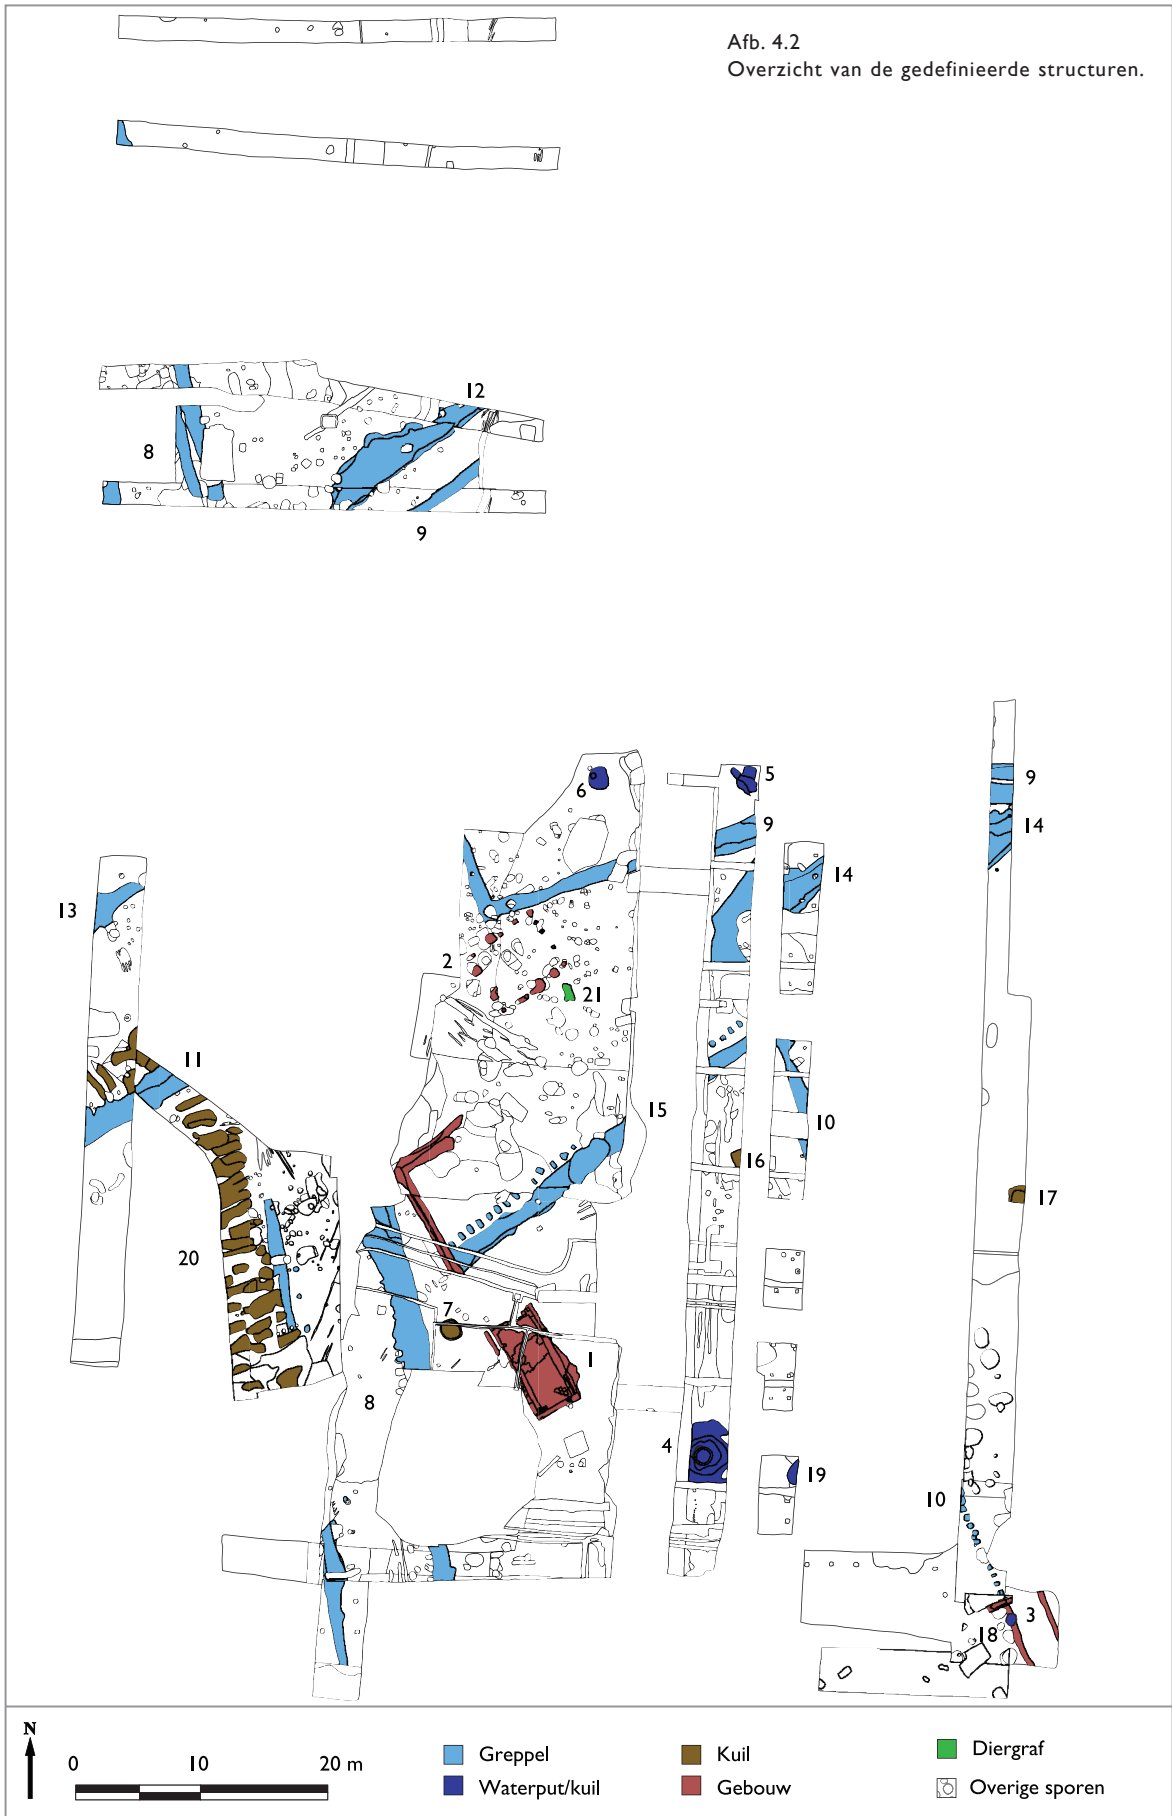 Afb. 4.2
Overzicht van de gedefinieerde structuren.
12
8
9
5
6
9
9
14
14
13
2
21
11
15
10
16
17
20
7
1
8
4
19
10
3
18
N
0 10 20 m
Greppel
Waterput/kuil
Kuil
Gebouw
Diergraf
Overige sporen